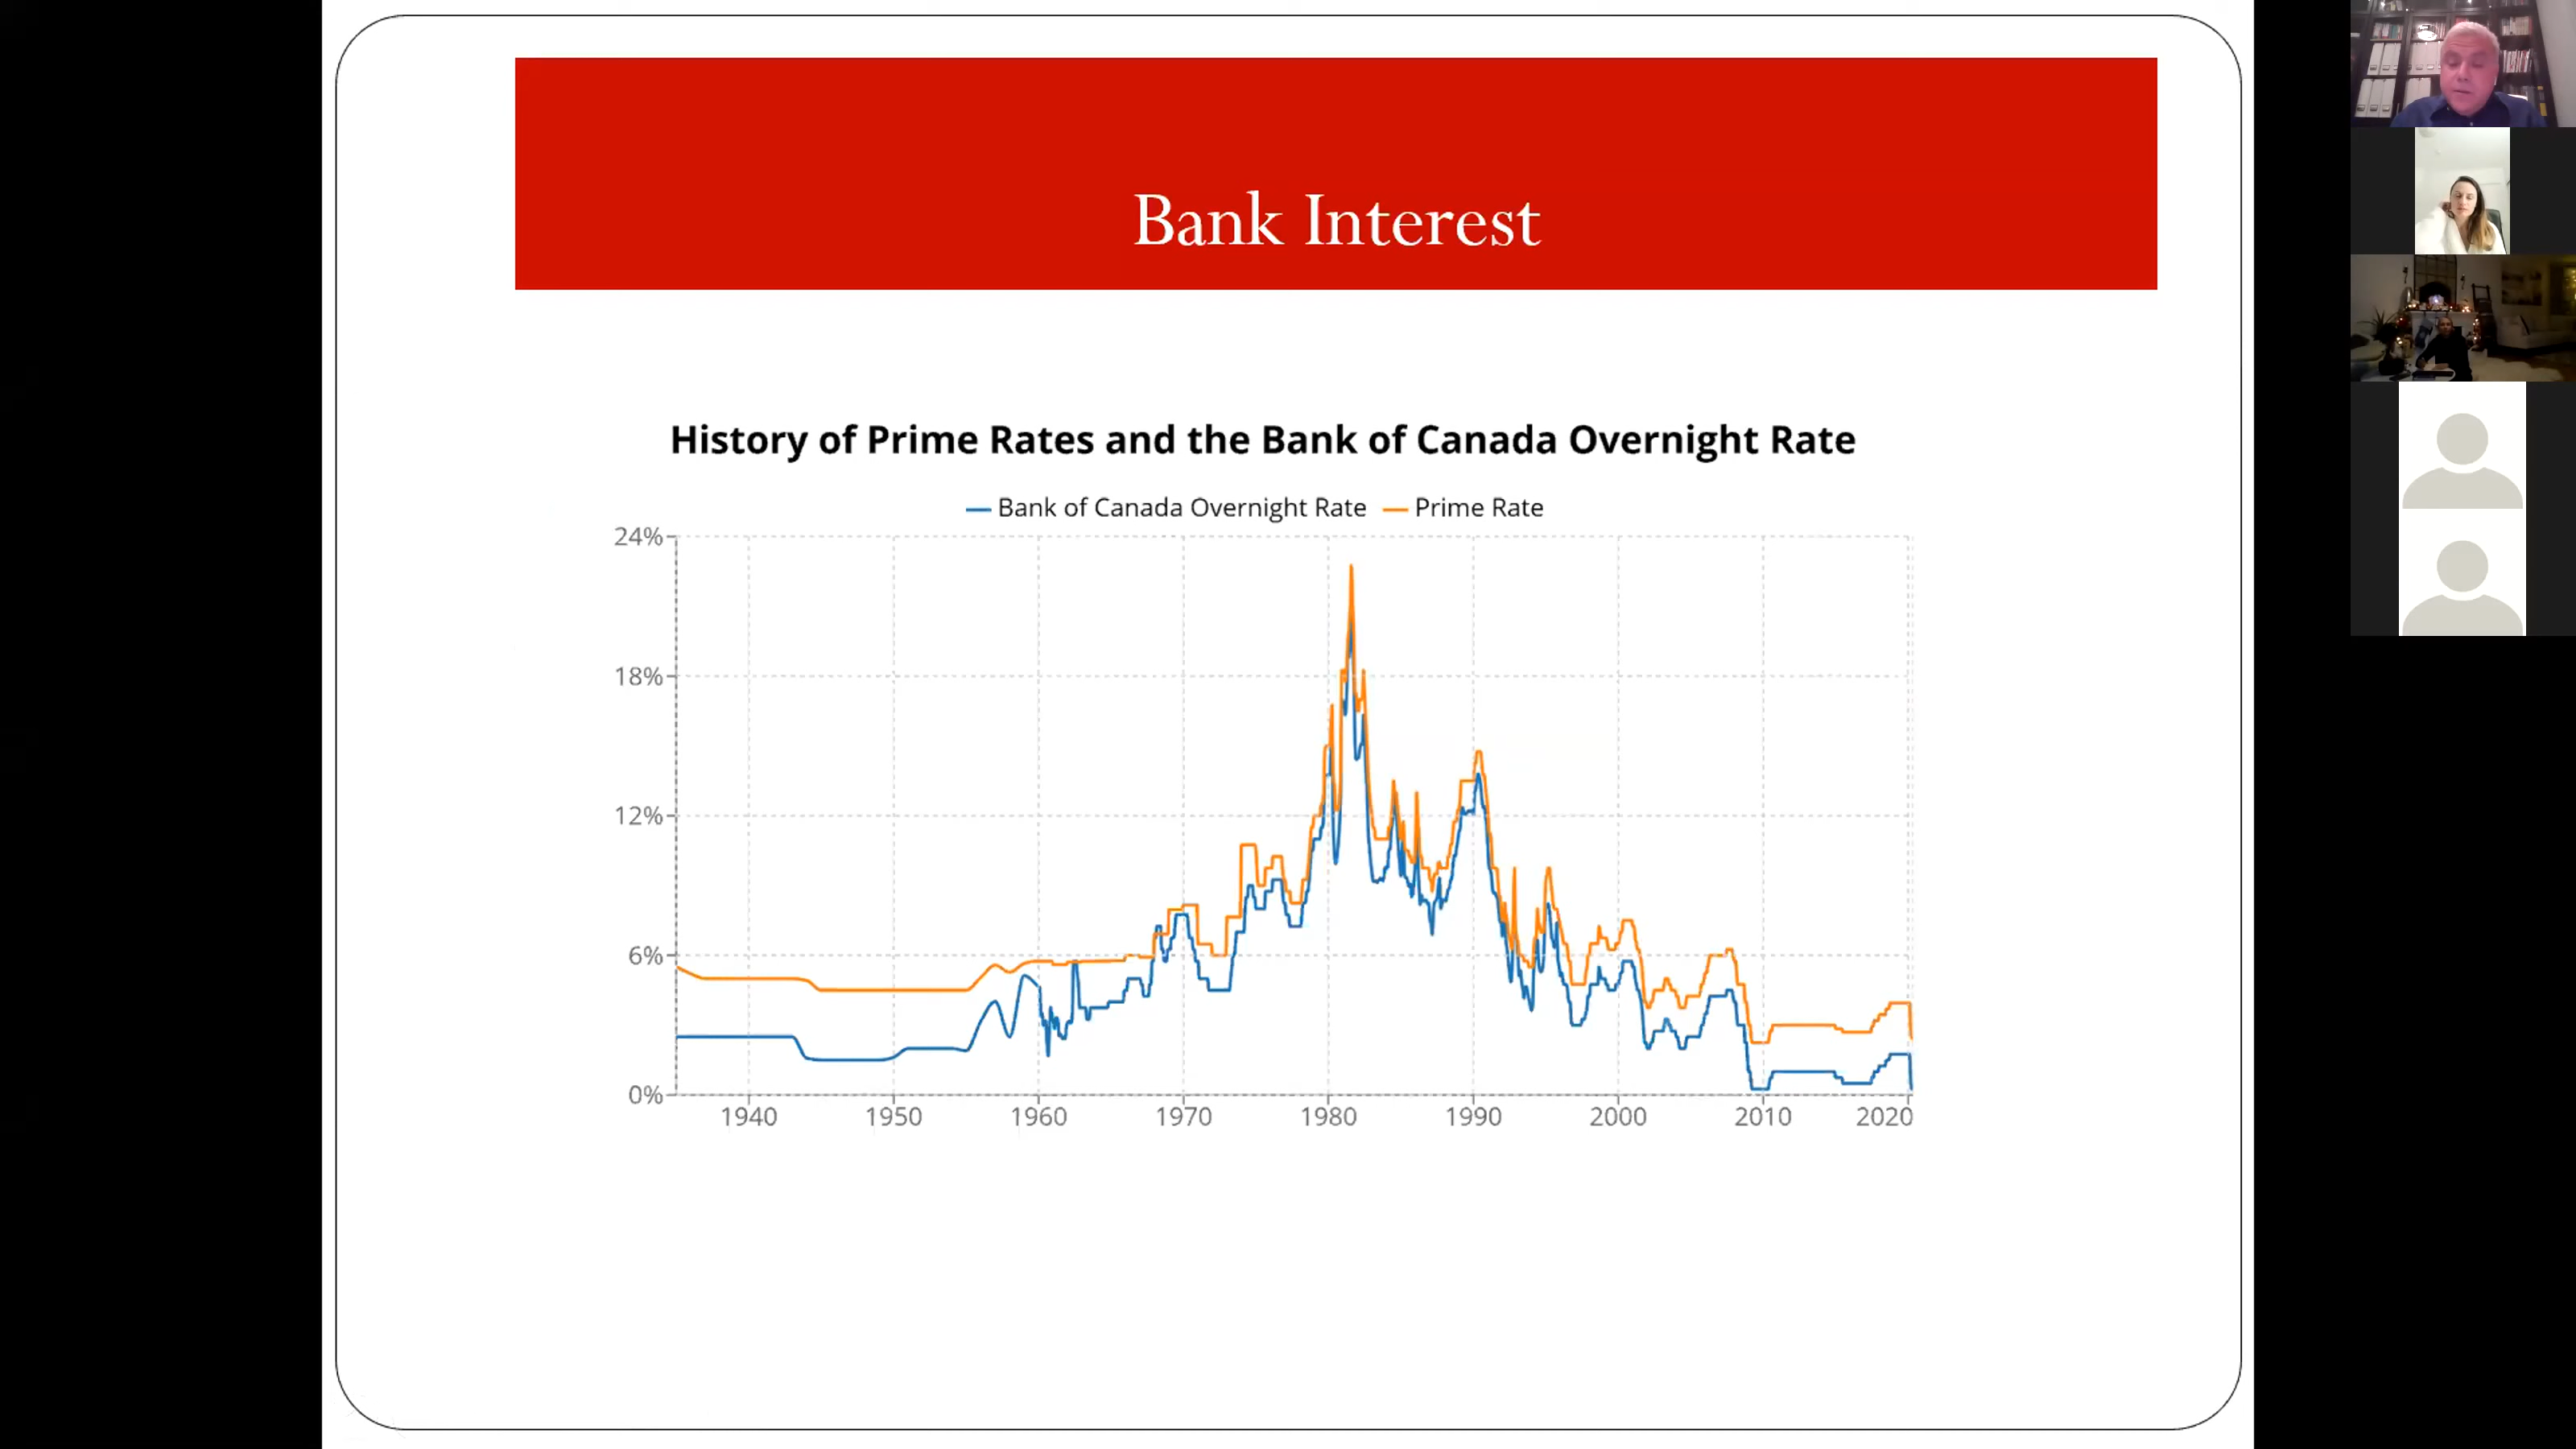 Bank Interest
History of Prime Rates and the Bank of Canada Overnight Rate
Bank of Canada Overnight Rate Prime Rate
24%
18%
12%
6%
0%
1940 1950 1960 1970 1980 1990 2000 2010 2020